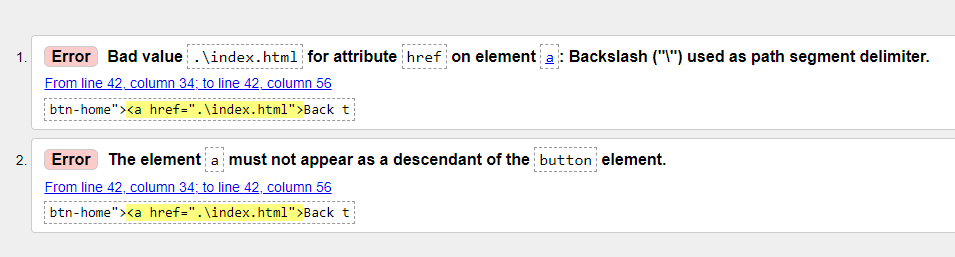 1. Error Bad value .\index.html for attribute href on element a: Backslash ("\") used as path segment delimiter.
From line 42, column 34; to line 42, column 56
btn-home"><a href=".\index.html">Back t
2. Error The element a must not appear as a descendant of the button element.
From line 42, column 34; to line 42, column 56
btn-home"><a href=".\index.html">Back t